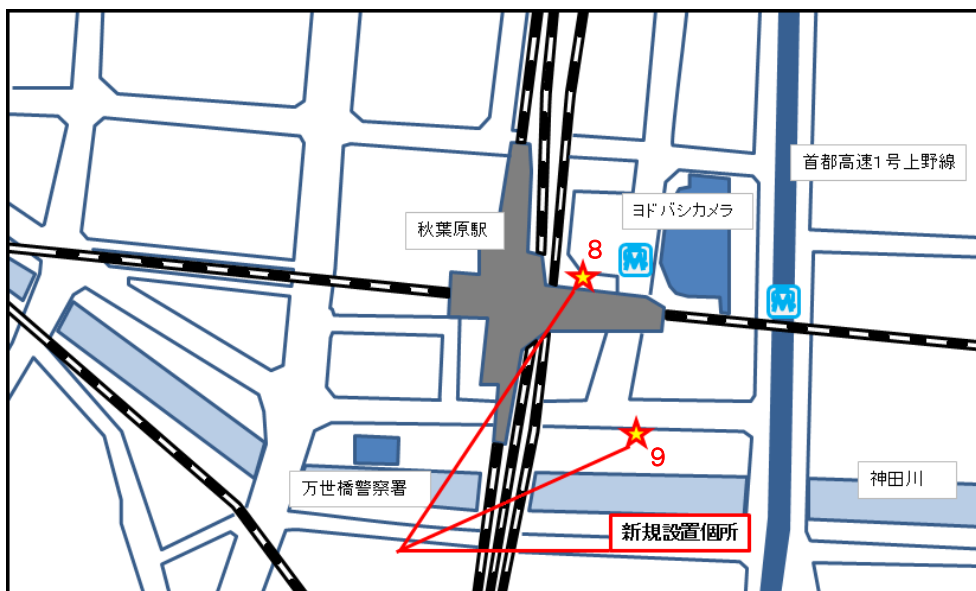 首都高速1号上野線
ヨドバシカメラ
秋葉原駅
8
9
万世橋警察署
神田川
新規設置個所